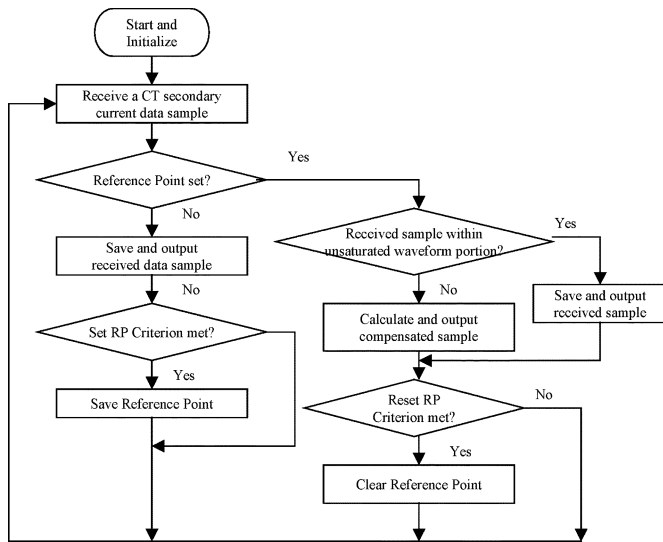 Start and
Initialize
Receive a CT secondary
current data sample
Yes
Reference Point set?
No
Received sample within
unsaturated waveform portion?
Yes
Save and output
received data sample
No
No
Save and output
received sample
Set RP Criterion met?
Calculate and output
compensated sample
Yes
Save Reference Point
Reset RP
Criterion met?
No
Yes
Clear Reference Point